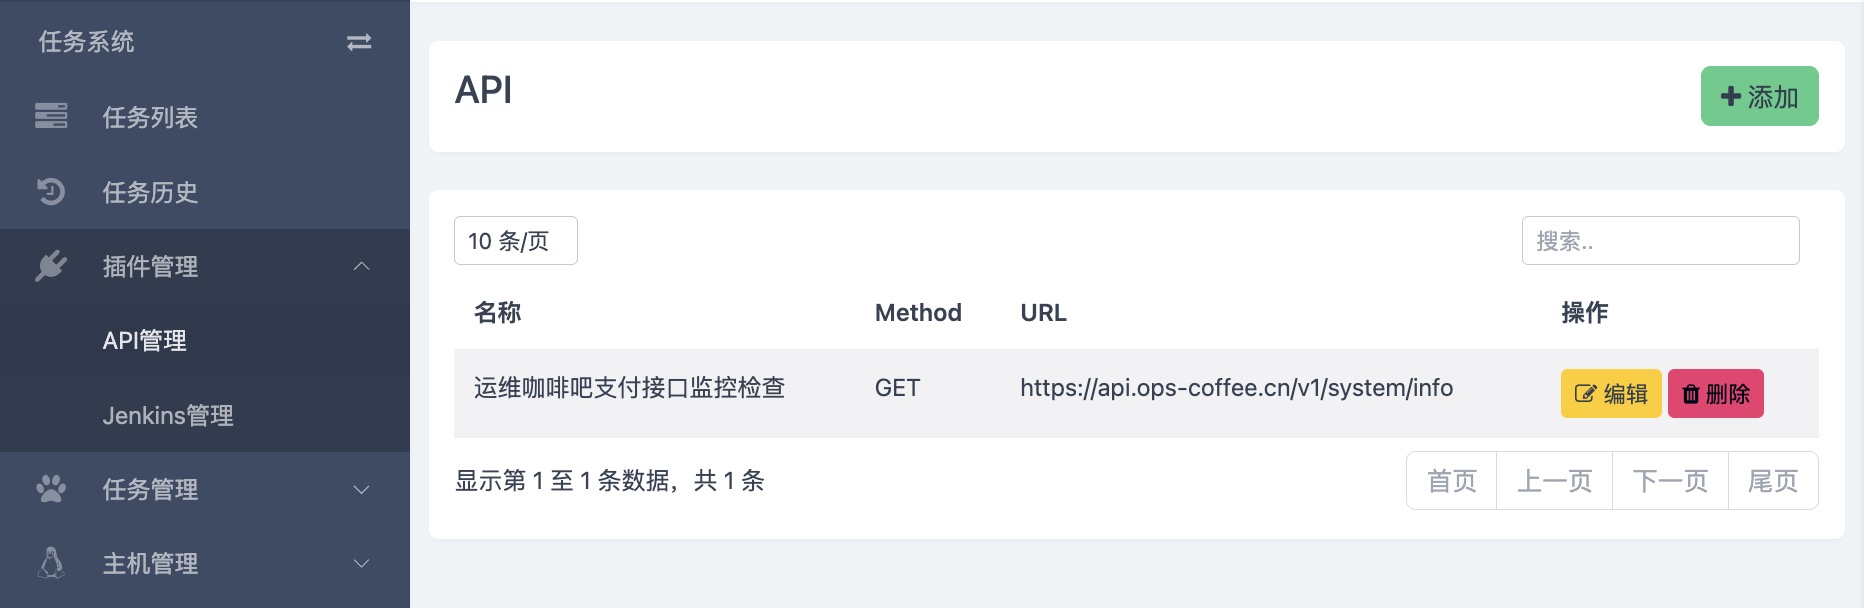 任务系统
任务列表
任务历史
插件管理
API管理
Jenkins管理
任务管理
主机管理
API
添加
10 条/页
搜索..
名称 Method URL 操作
运维咖啡吧支付接口监控检查 GET https://api.ops-coffee.cn/v1/system/info 编辑 删除
显示第 1 至 1 条数据，共 1 条
首页 上一页 下一页 尾页